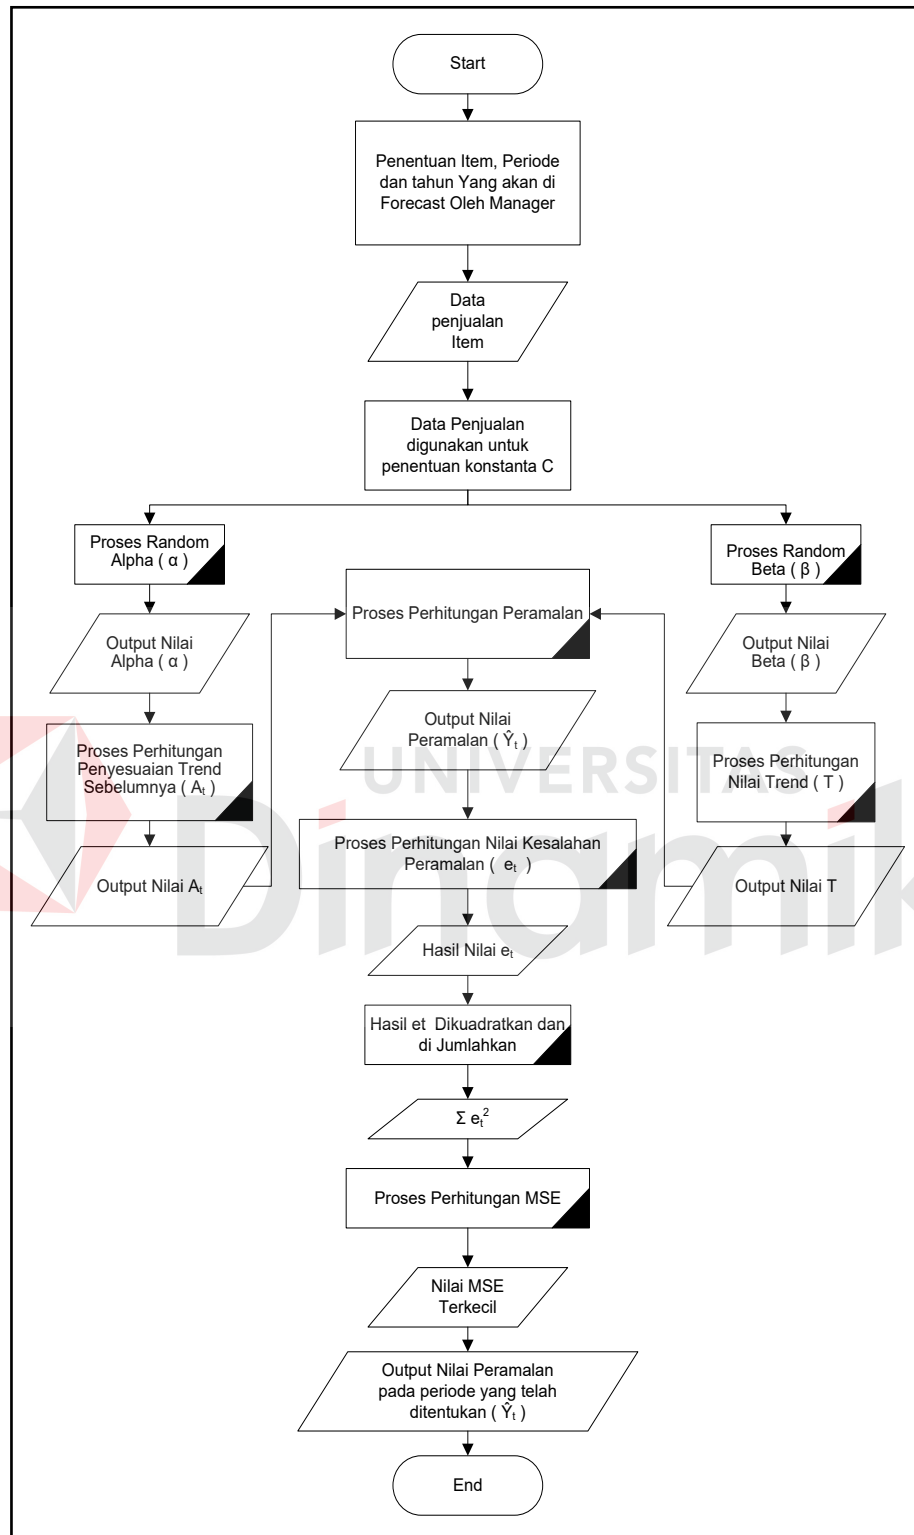 Start
Penentuan Item, Periode
dan tahun Yang akan di
Forecast Oleh Manager
Data
penjualan
Item
Data Penjualan
digunakan untuk
penentuan konstanta C
Proses Random
Alpha ( α )
Proses Random
Beta ( β )
Proses Perhitungan Peramalan
Output Nilai
Alpha ( α )
Output Nilai
Beta ( β )
Output Nilai
Peramalan ( Ŷt )
Proses Perhitungan
Penyesuaian Trend
Sebelumnya ( At )
Proses Perhitungan
Nilai Trend ( T )
UNIVERSITAS
Dinamik
Proses Perhitungan Nilai Kesalahan
Peramalan ( et )
Output Nilai At
Output Nilai T
Hasil Nilai et
Hasil et Dikuadratkan dan
di Jumlahkan
Σ et²
Proses Perhitungan MSE
Nilai MSE
Terkecil
Output Nilai Peramalan
pada periode yang telah
ditentukan ( Ŷt )
End